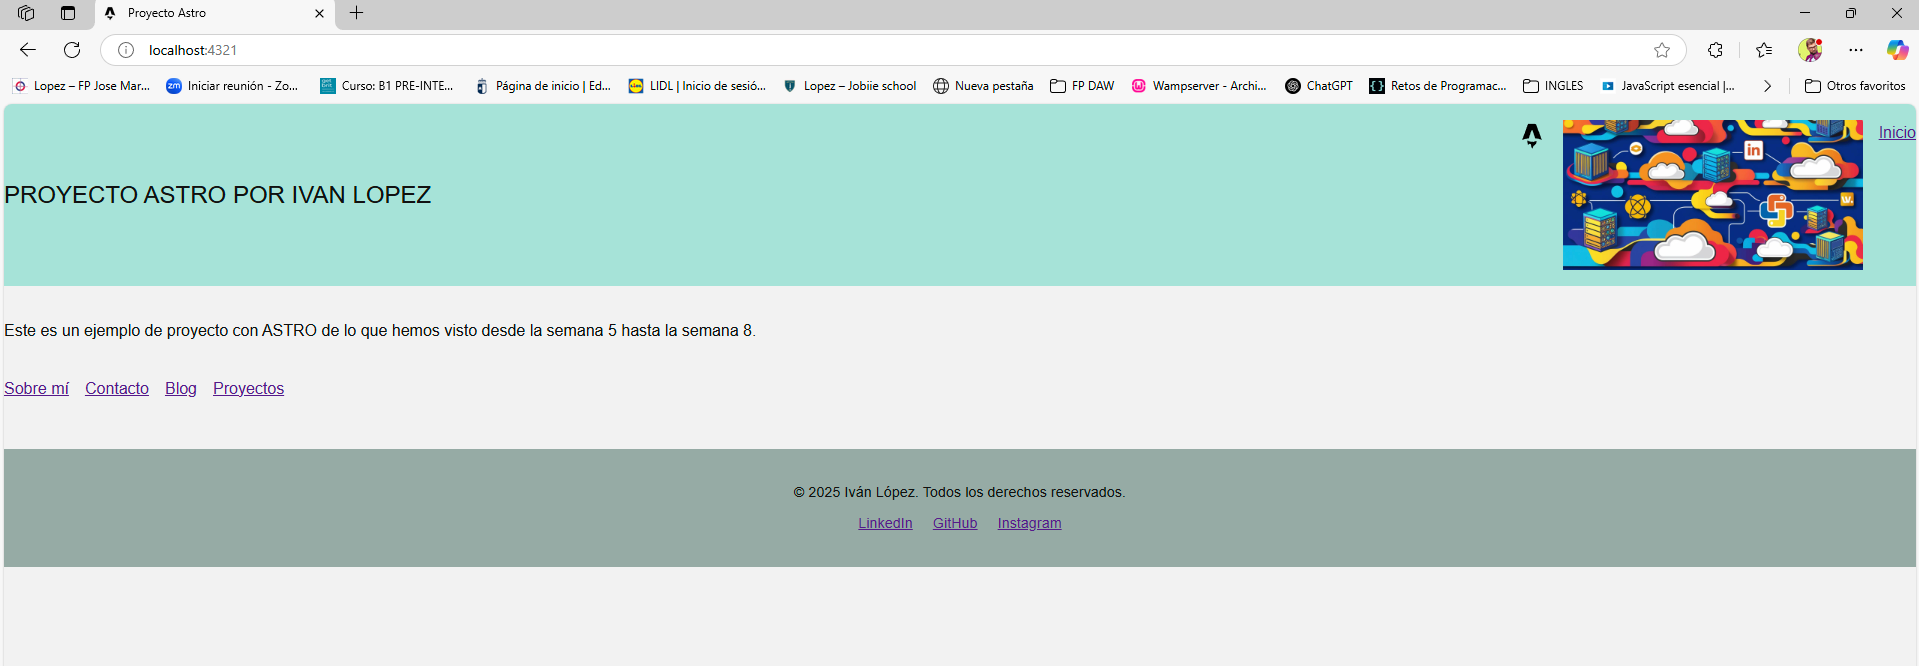 Proyecto Astro
localhost:4321
Lopez – FP Jose Mar...
zm Iniciar reunión - Zo...
Curso: B1 PRE-INTE...
Página de inicio | Ed...
LIDL | Inicio de sesió...
Lopez – Jobiie school
Nueva pestaña
FP DAW
Wampserver - Archi...
ChatGPT
Retos de Programac...
INGLES
JavaScript esencial |...
Otros favoritos
in
W.
Inicio
PROYECTO ASTRO POR IVAN LOPEZ
Este es un ejemplo de proyecto con ASTRO de lo que hemos visto desde la semana 5 hasta la semana 8.
Sobre mí Contacto Blog Proyectos
© 2025 Iván López. Todos los derechos reservados.
LinkedIn GitHub Instagram